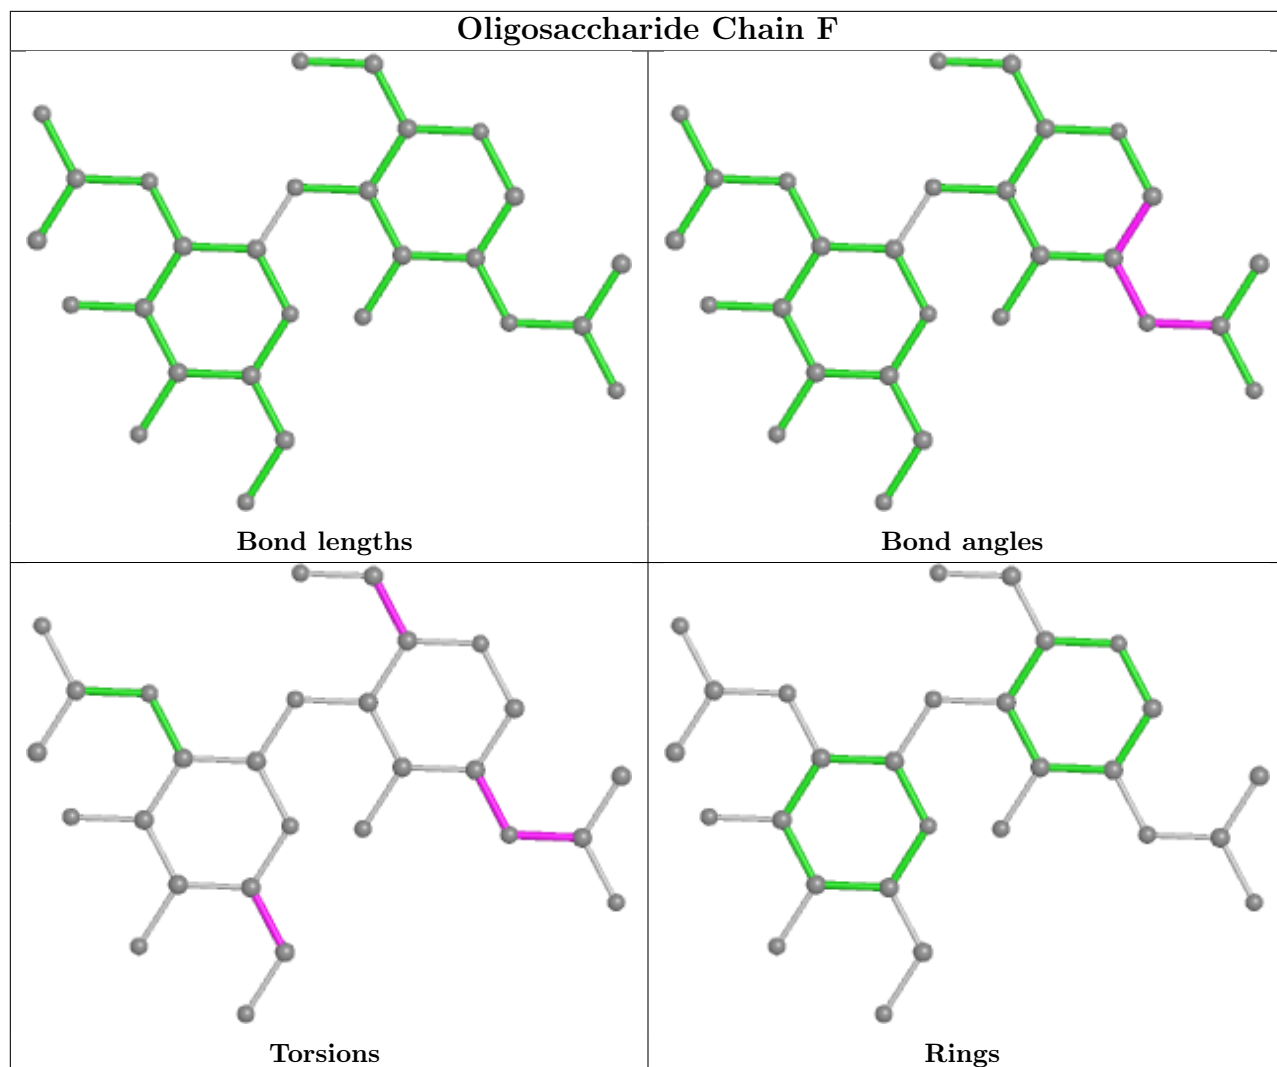 Oligosaccharide Chain F
Bond lengths
Bond angles
Torsions
Rings